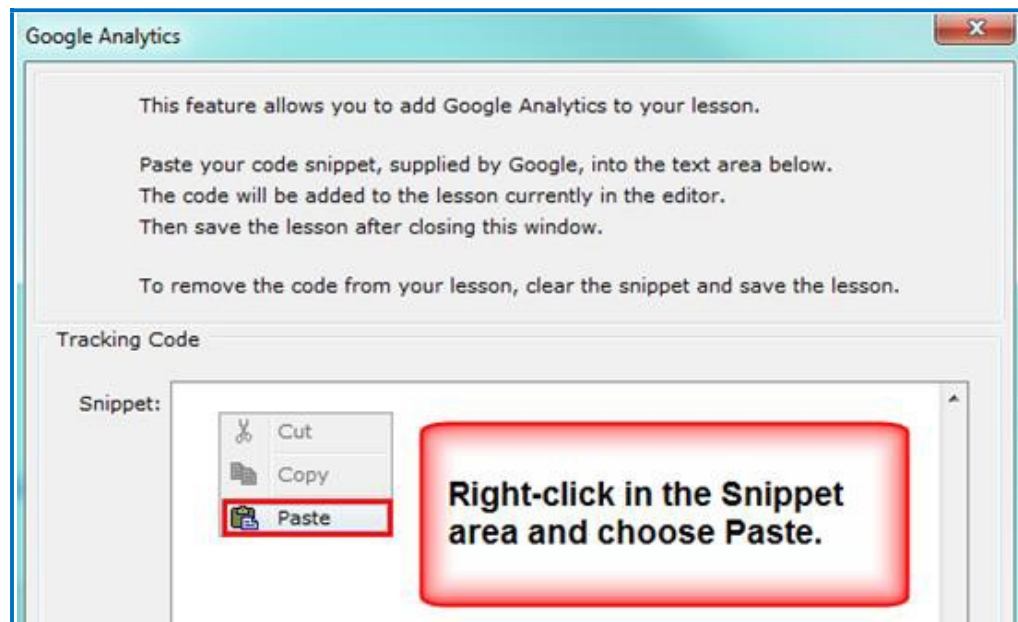 Google Analytics
This feature allows you to add Google Analytics to your lesson.
Paste your code snippet, supplied by Google, into the text area below.
The code will be added to the lesson currently in the editor.
Then save the lesson after closing this window.
To remove the code from your lesson, clear the snippet and save the lesson.
Tracking Code
Snippet:
Cut
Copy
Paste
Right-click in the Snippet
area and choose Paste.